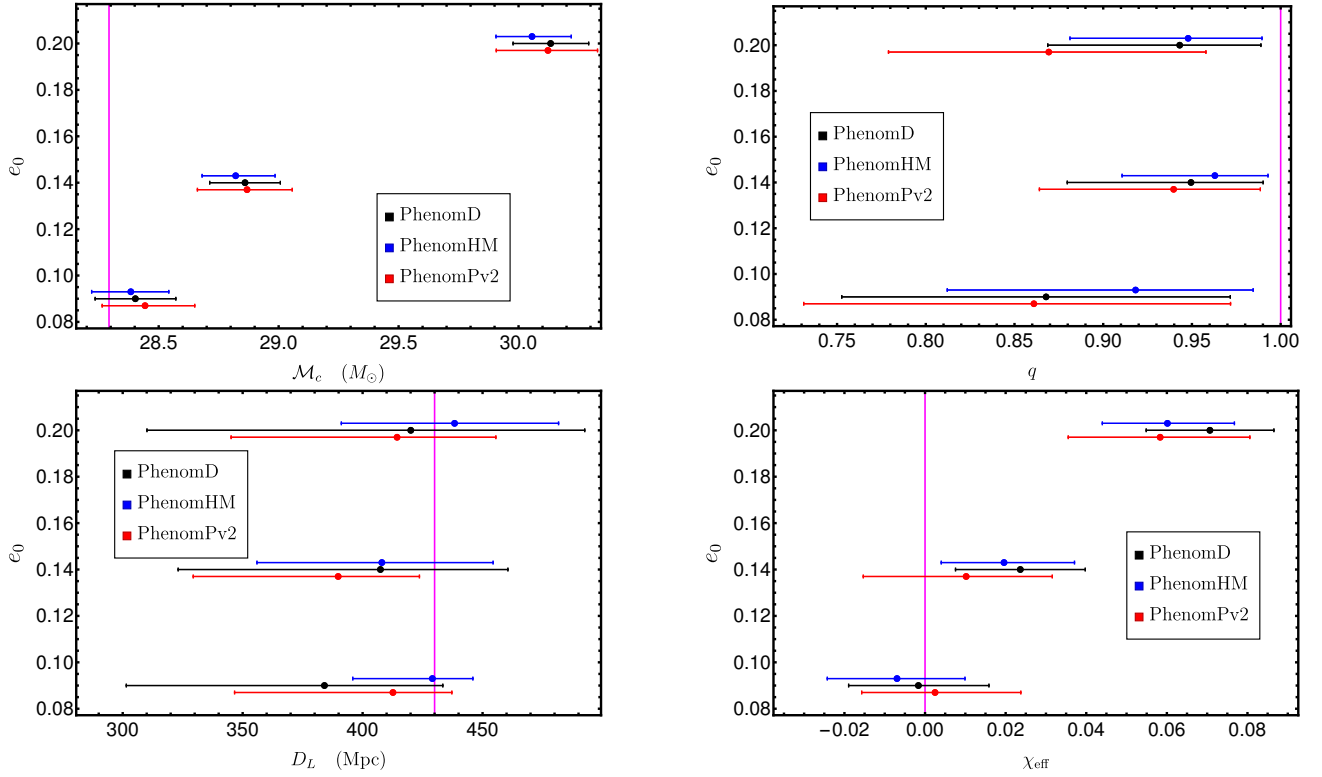 0.20
0.18
0.16
e₀
0.14
0.12
0.10
0.08
PhenomD
PhenomHM
PhenomPv2
28.5 29.0 29.5 30.0
ℳ_c (M_⊙)
0.20
0.18
0.16
e₀
0.14
0.12
0.10
0.08
PhenomD
PhenomHM
PhenomPv2
0.75 0.80 0.85 0.90 0.95 1.00
q
0.20
0.18
0.16
e₀
0.14
0.12
0.10
0.08
PhenomD
PhenomHM
PhenomPv2
300 350 400 450
D_L (Mpc)
0.20
0.18
0.16
e₀
0.14
0.12
0.10
0.08
PhenomD
PhenomHM
PhenomPv2
−0.02 0.00 0.02 0.04 0.06 0.08
χ_eff